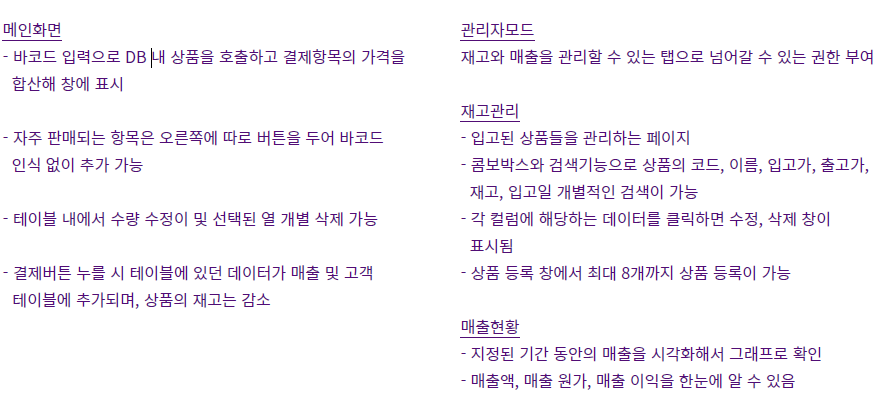 메인화면
- 바코드 입력으로 DB 내 상품을 호출하고 결제항목의 가격을
합산해 창에 표시
- 자주 판매되는 항목은 오른쪽에 따로 버튼을 두어 바코드
인식 없이 추가 가능
- 테이블 내에서 수량 수정이 및 선택된 열 개별 삭제 가능
- 결제버튼 누를 시 테이블에 있던 데이터가 매출 및 고객
테이블에 추가되며, 상품의 재고는 감소
관리자모드
재고와 매출을 관리할 수 있는 탭으로 넘어갈 수 있는 권한 부여
재고관리
- 입고된 상품들을 관리하는 페이지
- 콤보박스와 검색기능으로 상품의 코드, 이름, 입고가, 출고가,
재고, 입고일 개별적인 검색이 가능
- 각 컬럼에 해당하는 데이터를 클릭하면 수정, 삭제 창이
표시됨
- 상품 등록 창에서 최대 8개까지 상품 등록이 가능
매출현황
- 지정된 기간 동안의 매출을 시각화해서 그래프로 확인
- 매출액, 매출 원가, 매출 이익을 한눈에 알 수 있음